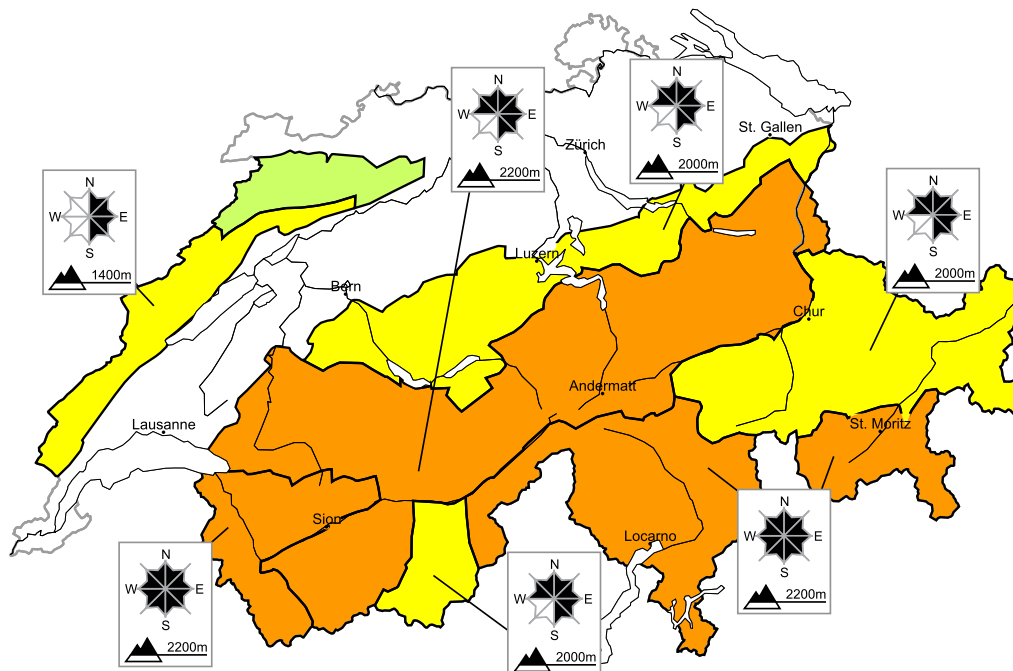 N
W E
S
2200m
N
W E
S
2000m
St. Gallen
Zürich
N
W E
S
1400m
N
W E
S
2000m
Luzern
Bern
Chur
Andermatt
Lausanne
St. Moritz
Sion
Locarno
N
W E
S
2200m
N
W E
S
2200m
N
W E
S
2000m